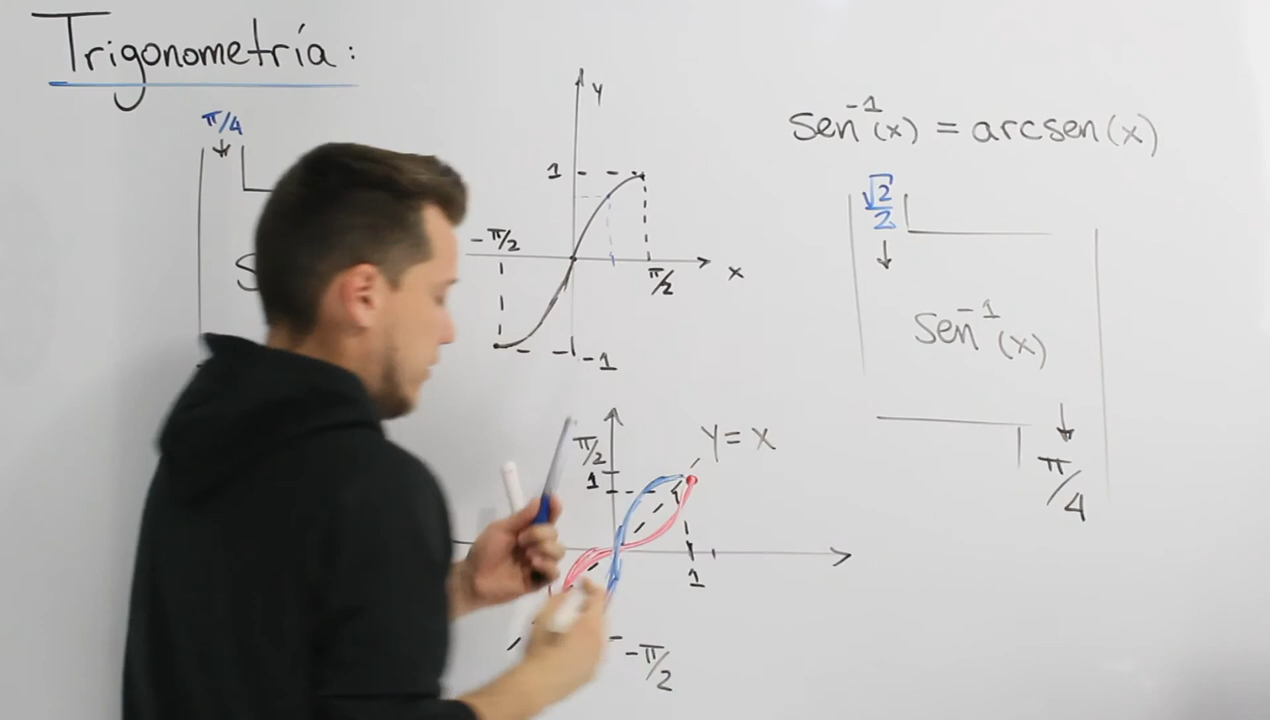 Trigonometría:
π/4
S
y
1
-π/2
π/2
x
-1
sen⁻¹(x) = arcsen(x)
√2/2
sen⁻¹(x)
π/4
π/2
1
y = x
1
-π/2